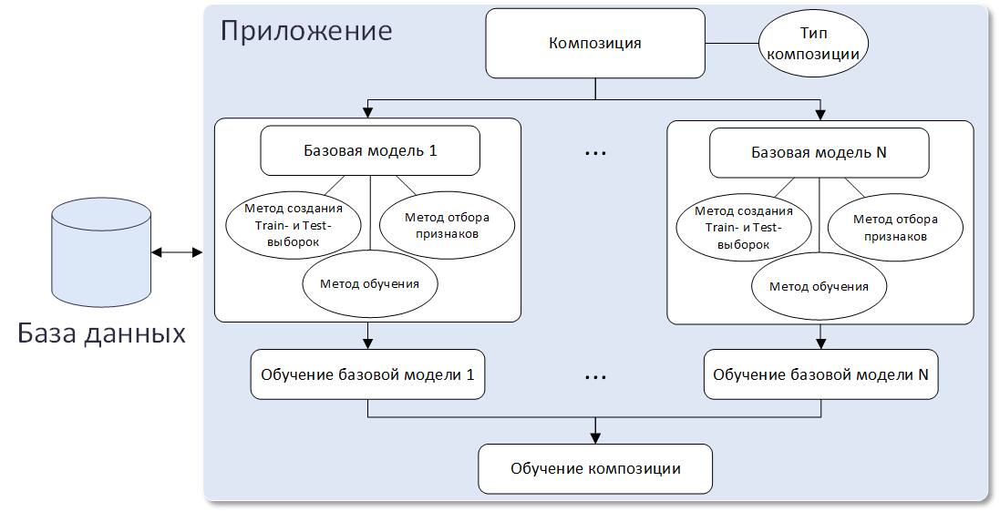 Приложение
Композиция
Тип
композиции
Базовая модель 1
...
Базовая модель N
Метод создания
Train- и Test-
выборок
Метод отбора
признаков
Метод обучения
Метод создания
Train- и Test-
выборок
Метод отбора
признаков
Метод обучения
База данных
Обучение базовой модели 1
...
Обучение базовой модели N
Обучение композиции